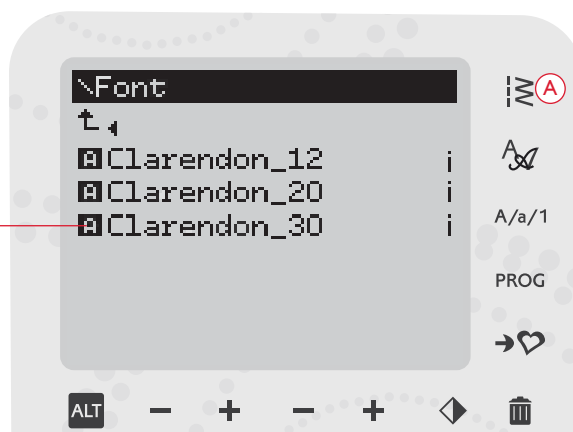 \Font
A
Clarendon_12 i
A
A Clarendon_20 i
A/a/1
A Clarendon_30 i
PROG
ALT - + - +